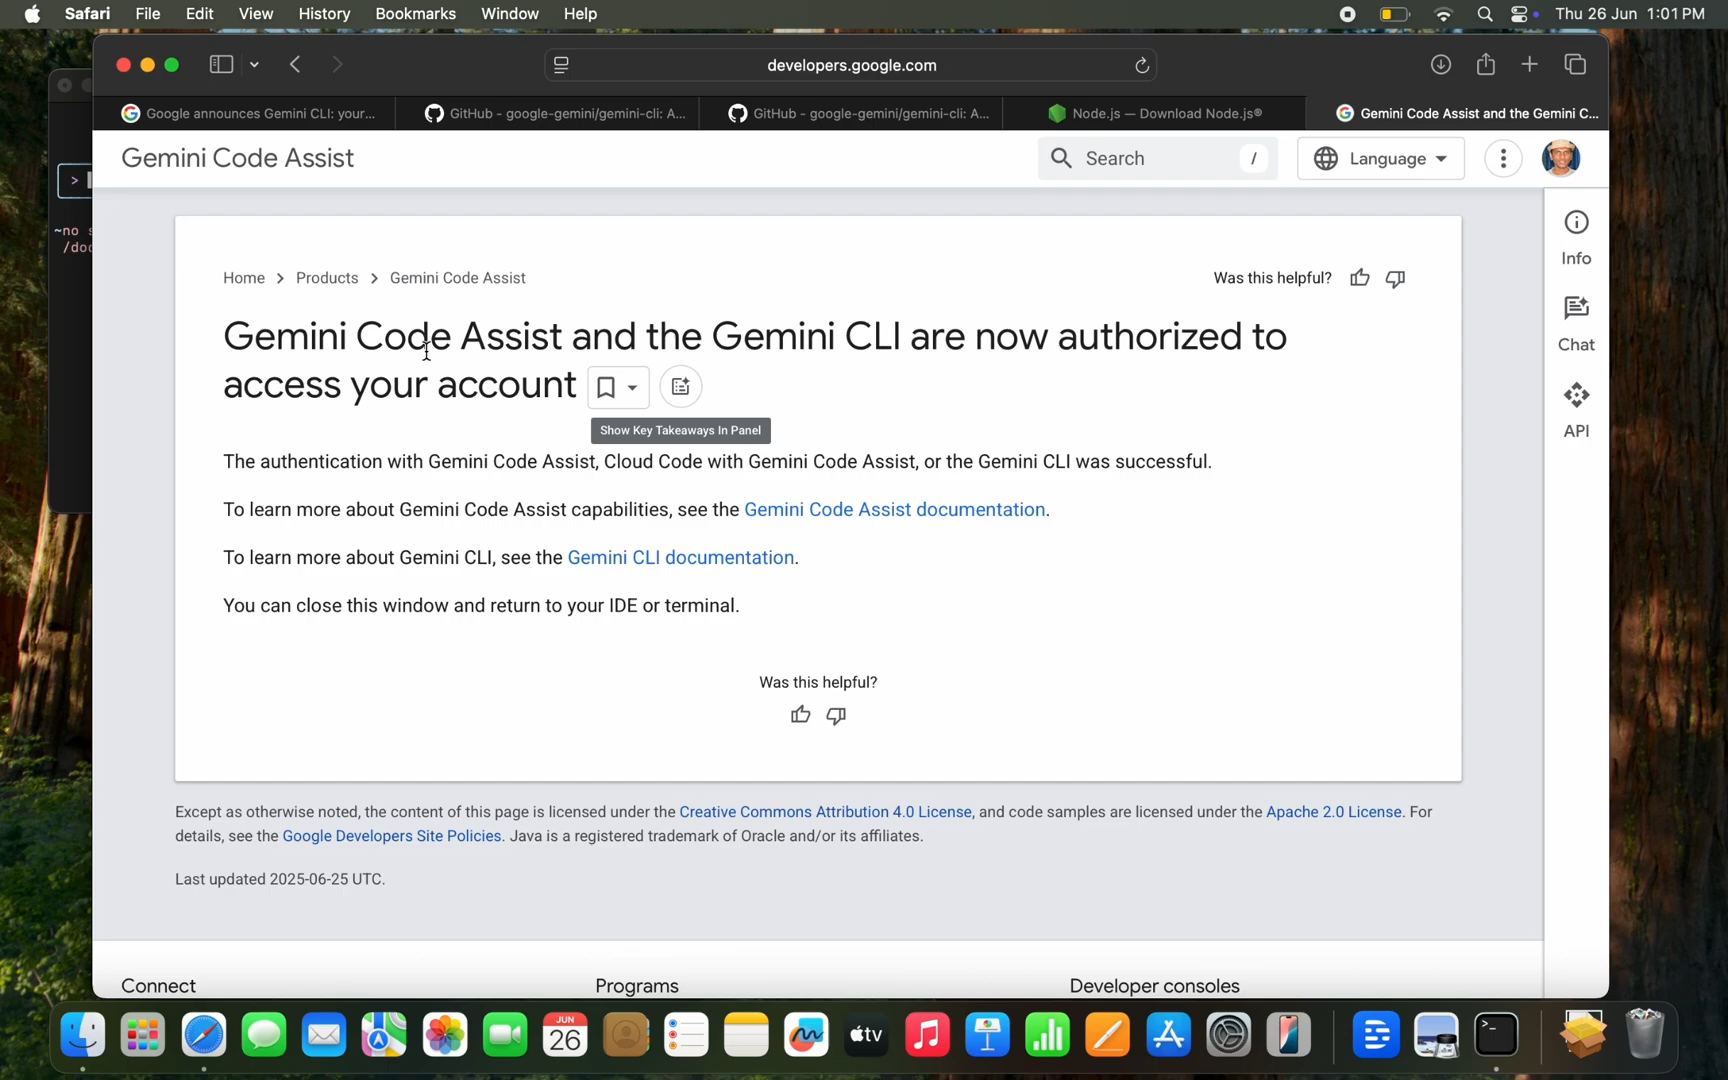 Safari File Edit View History Bookmarks Window Help Thu 26 Jun 1:01 PM
developers.google.com
Google announces Gemini CLI: your... GitHub - google-gemini/gemini-cli: A... GitHub - google-gemini/gemini-cli: A... Node.js — Download Node.js® Gemini Code Assist and the Gemini C...
Gemini Code Assist Search / Language
>
~no s
/doc
Info
Chat
API
Home > Products > Gemini Code Assist Was this helpful?
Gemini Code Assist and the Gemini CLI are now authorized to
access your account
Show Key Takeaways In Panel
The authentication with Gemini Code Assist, Cloud Code with Gemini Code Assist, or the Gemini CLI was successful.
To learn more about Gemini Code Assist capabilities, see the Gemini Code Assist documentation.
To learn more about Gemini CLI, see the Gemini CLI documentation.
You can close this window and return to your IDE or terminal.
Was this helpful?
Except as otherwise noted, the content of this page is licensed under the Creative Commons Attribution 4.0 License, and code samples are licensed under the Apache 2.0 License. For
details, see the Google Developers Site Policies. Java is a registered trademark of Oracle and/or its affiliates.
Last updated 2025-06-25 UTC.
Connect Programs Developer consoles
JUN
26
tv
>_